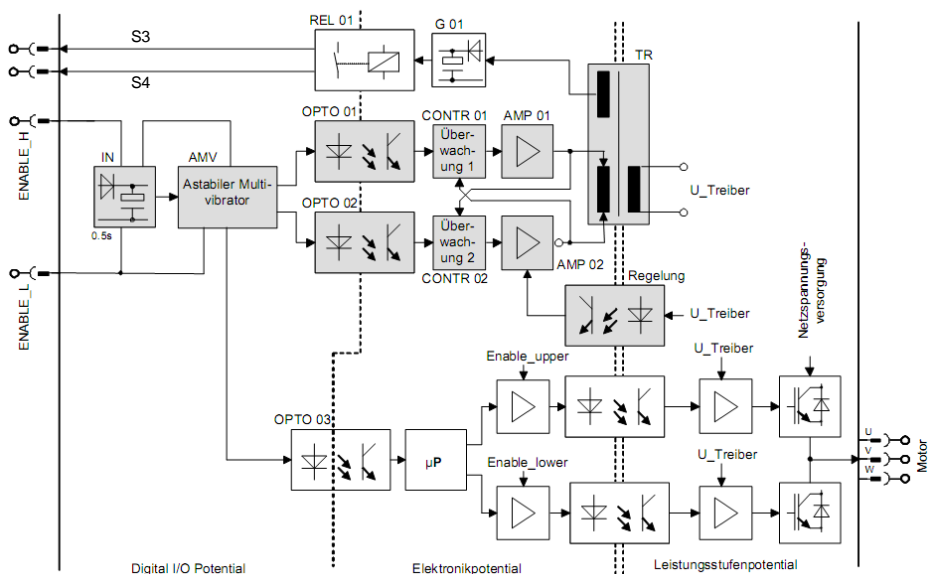 REL 01
G 01
S3
S4
TR
OPTO 01
CONTR 01
AMP 01
ENABLE_H
IN
AMV
Über-
wach-
ung 1
0.5s
Astabiler Multi-
vibrator
U_Treiber
OPTO 02
Über-
wach-
ung 2
CONTR 02
AMP 02
ENABLE_L
Regelung
U_Treiber
Netzspannungs-
versorgung
Enable_upper
U_Treiber
OPTO 03
µP
Enable_lower
U_Treiber
U
V
W
Motor
Digital I/O Potential
Elektronikpotential
Leistungsstufenpotential